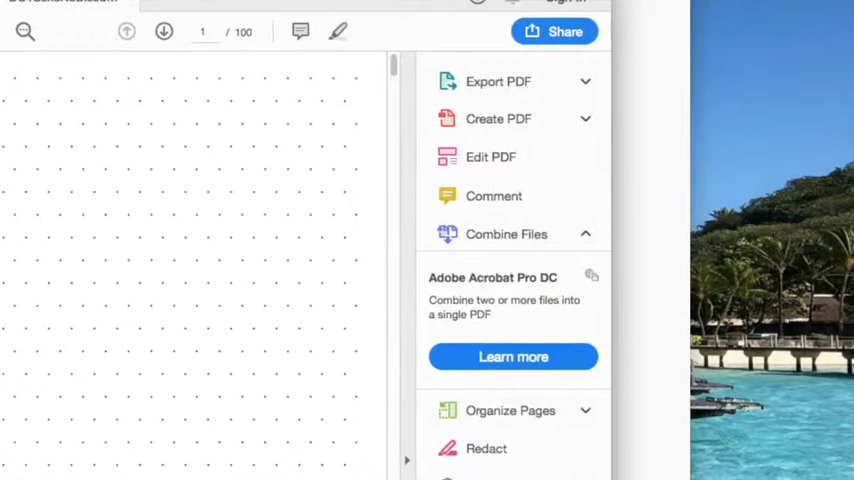 1 / 100
Share
Export PDF
Create PDF
Edit PDF
Comment
Combine Files
Adobe Acrobat Pro DC
Combine two or more files into
a single PDF
Learn more
Organize Pages
Redact